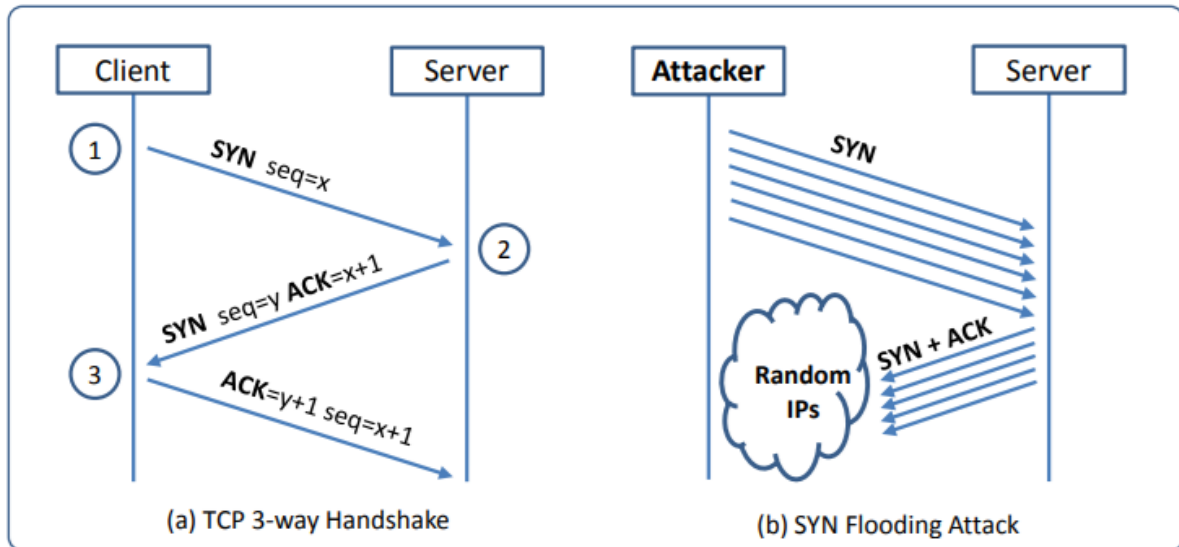 Client
Server
1
SYN seq=x
2
SYN seq=y ACK=x+1
3
ACK=y+1 seq=x+1
(a) TCP 3-way Handshake
Attacker
Server
SYN
SYN + ACK
Random
IPs
(b) SYN Flooding Attack